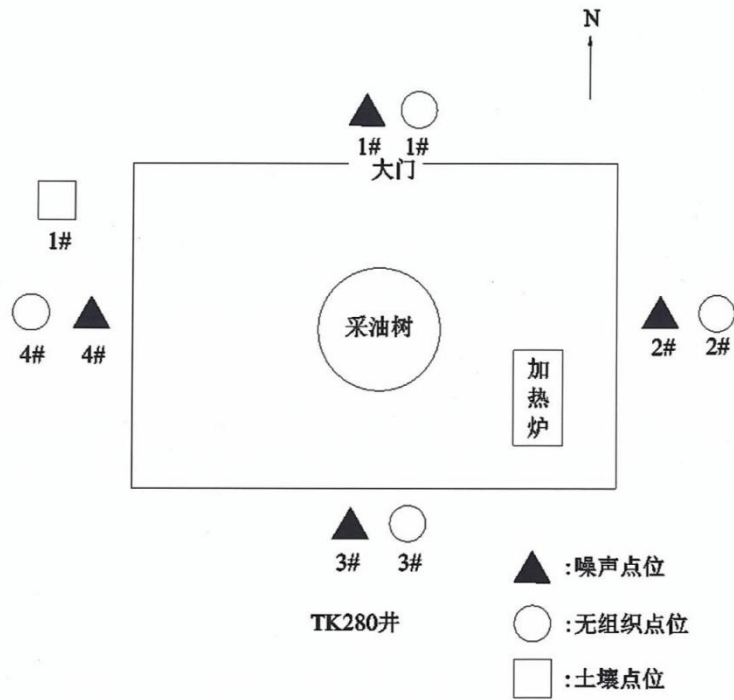 N
1# 1#
大门
1#
采油树
4# 4#
2# 2#
加热炉
3# 3#
:噪声点位
TK280井
:无组织点位
:土壤点位